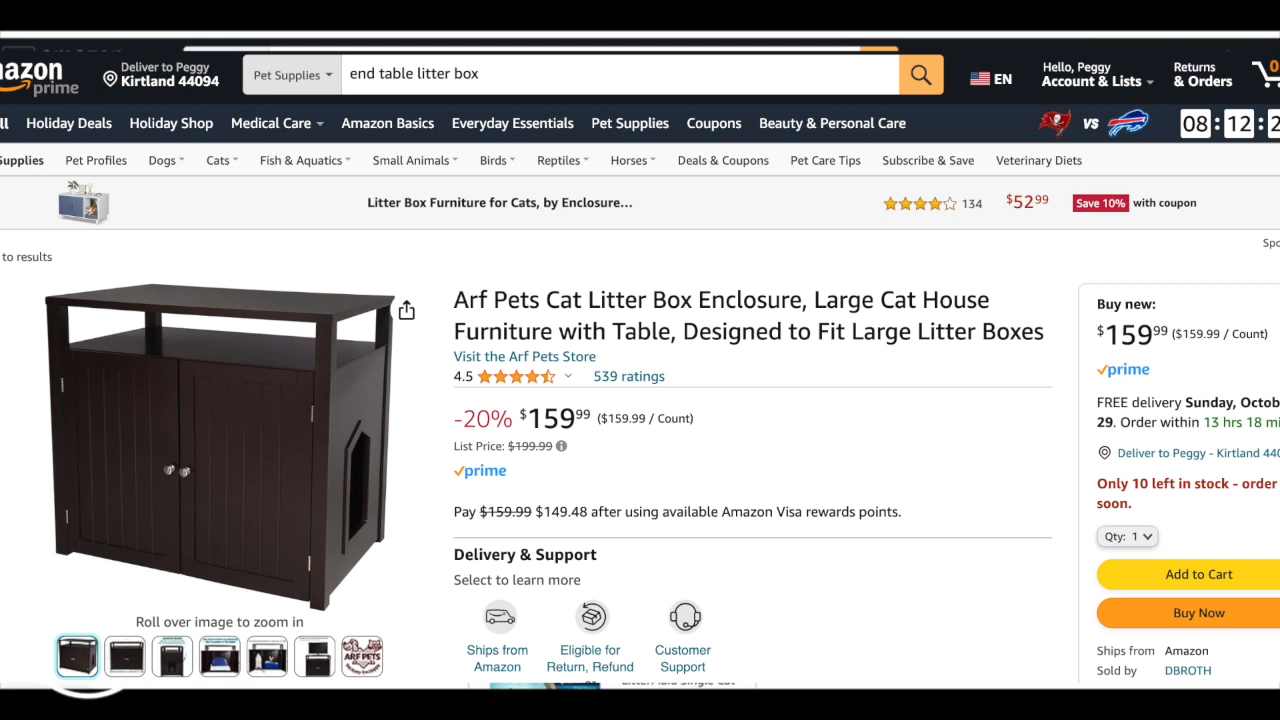 mazon
prime
Deliver to Peggy
Kirtland 44094
Pet Supplies
end table litter box
EN
Hello, Peggy
Account & Lists
Returns
& Orders
0
ll
Holiday Deals
Holiday Shop
Medical Care
Amazon Basics
Everyday Essentials
Pet Supplies
Coupons
Beauty & Personal Care
VS
08:12:2
Supplies
Pet Profiles
Dogs
Cats
Fish & Aquatics
Small Animals
Birds
Reptiles
Horses
Deals & Coupons
Pet Care Tips
Subscribe & Save
Veterinary Diets
Litter Box Furniture for Cats, by Enclosure...
134
$52 99
Save 10% with coupon
Spo
to results
Arf Pets Cat Litter Box Enclosure, Large Cat House
Furniture with Table, Designed to Fit Large Litter Boxes
Visit the Arf Pets Store
4.5
539 ratings
-20% $159 99 ($159.99 / Count)
List Price: $199.99
prime
Pay $159.99 $149.48 after using available Amazon Visa rewards points.
Delivery & Support
Select to learn more
Ships from
Amazon
Eligible for
Return, Refund
Customer
Support
Roll over image to zoom in
ARF PETS
Buy new:
$159 99 ($159.99 / Count)
prime
FREE delivery Sunday, Octob
29. Order within 13 hrs 18 mi
Deliver to Peggy - Kirtland 440
Only 10 left in stock - order
soon.
Qty: 1
Add to Cart
Buy Now
Ships from Amazon
Sold by DBROTH